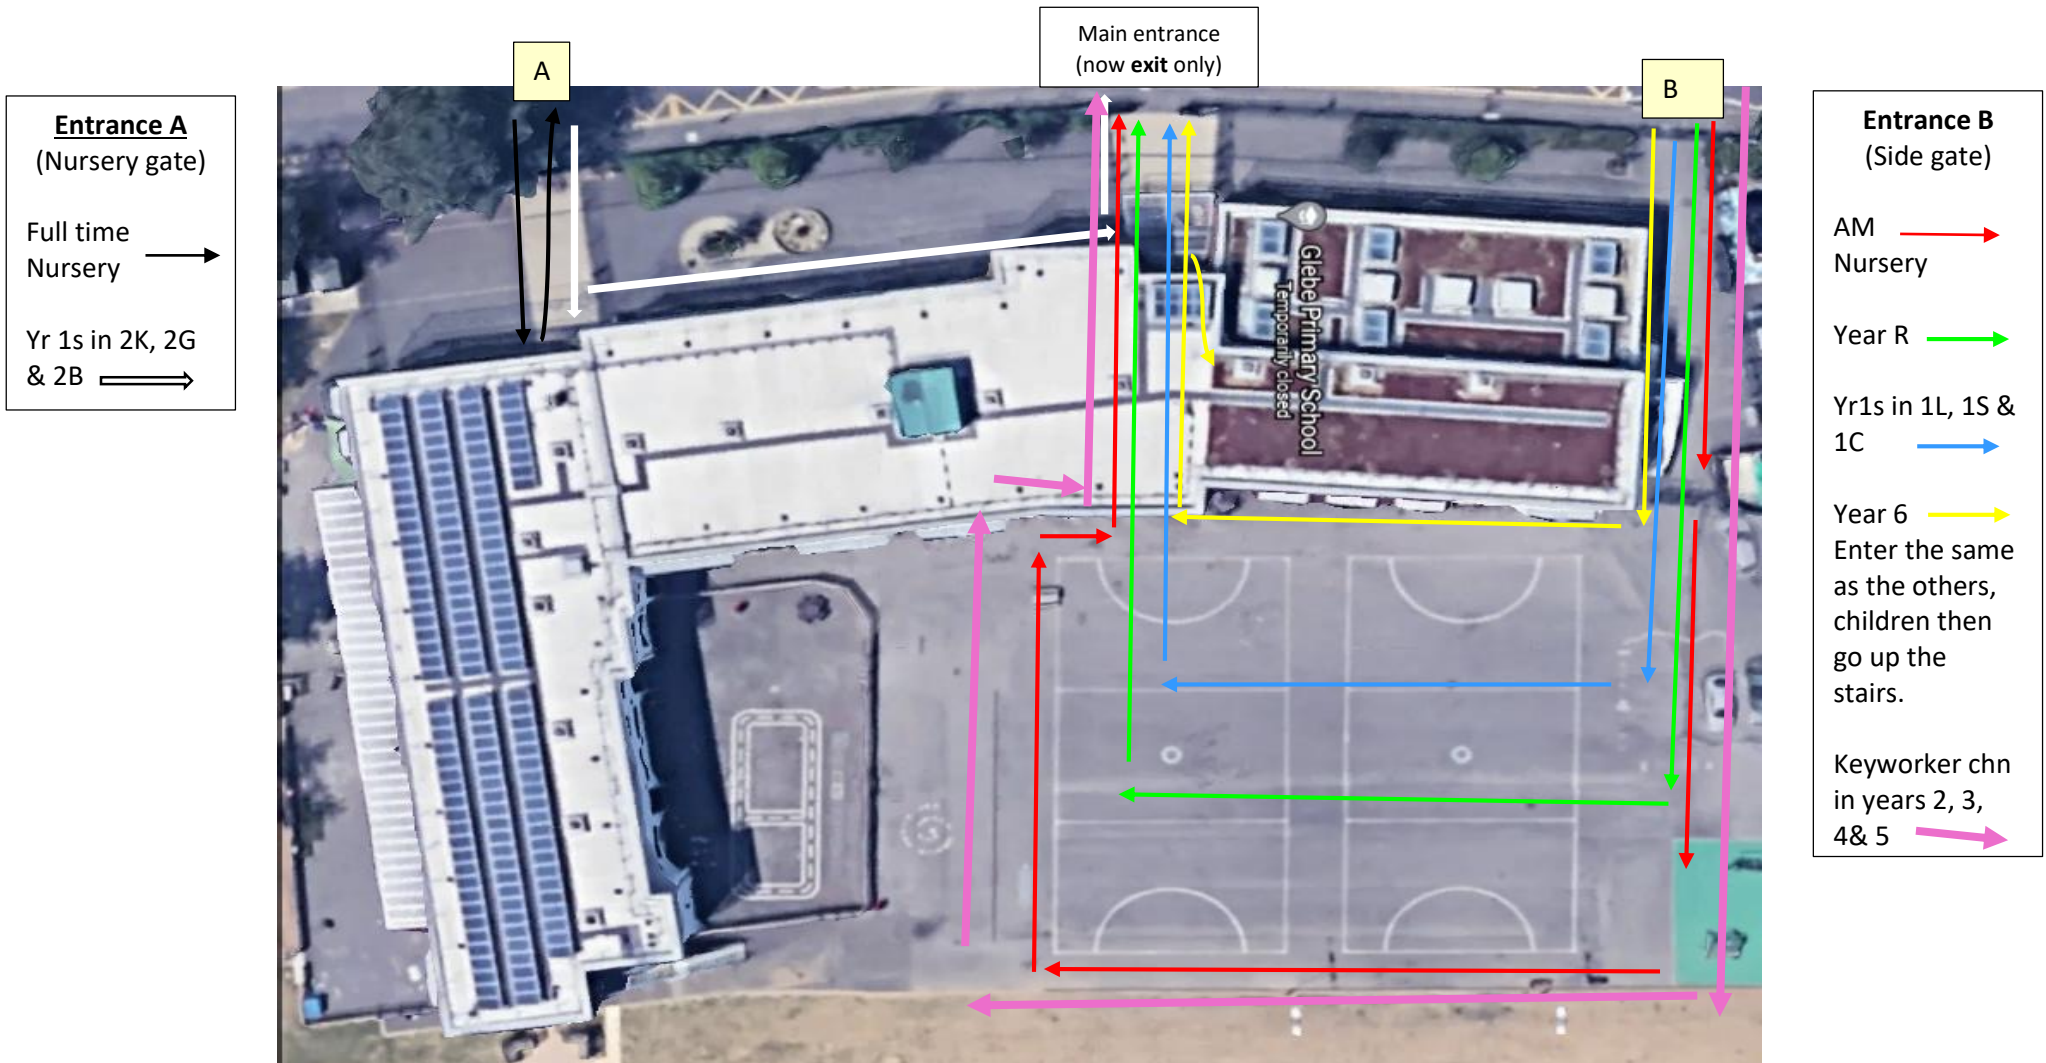 Main entrance
(now exit only)
A
B
Entrance A
(Nursery gate)
Full time
Nursery
Yr 1s in 2K, 2G
& 2B
Glebe Primary School
Temporarily closed
Entrance B
(Side gate)
AM
Nursery
Year R
Yr1s in 1L, 1S &
1C
Year 6
Enter the same
as the others,
children then
go up the
stairs.
Keyworker chn
in years 2, 3,
4& 5